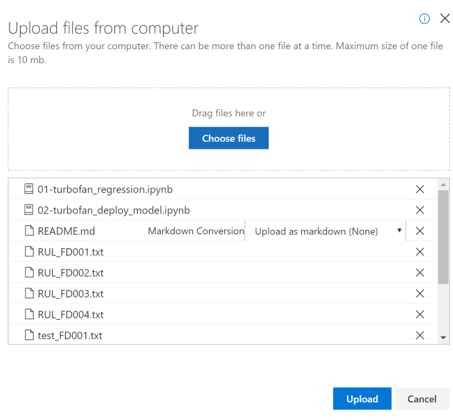 Upload files from computer
Choose files from your computer. There can be more than one file at a time. Maximum size of one file
is 10 mb.
Drag files here or
Choose files
01-turbofan_regression.ipynb
02-turbofan_deploy_model.ipynb
README.md Markdown Conversion Upload as markdown (None)
RUL_FD001.txt
RUL_FD002.txt
RUL_FD003.txt
RUL_FD004.txt
test_FD001.txt
Upload Cancel